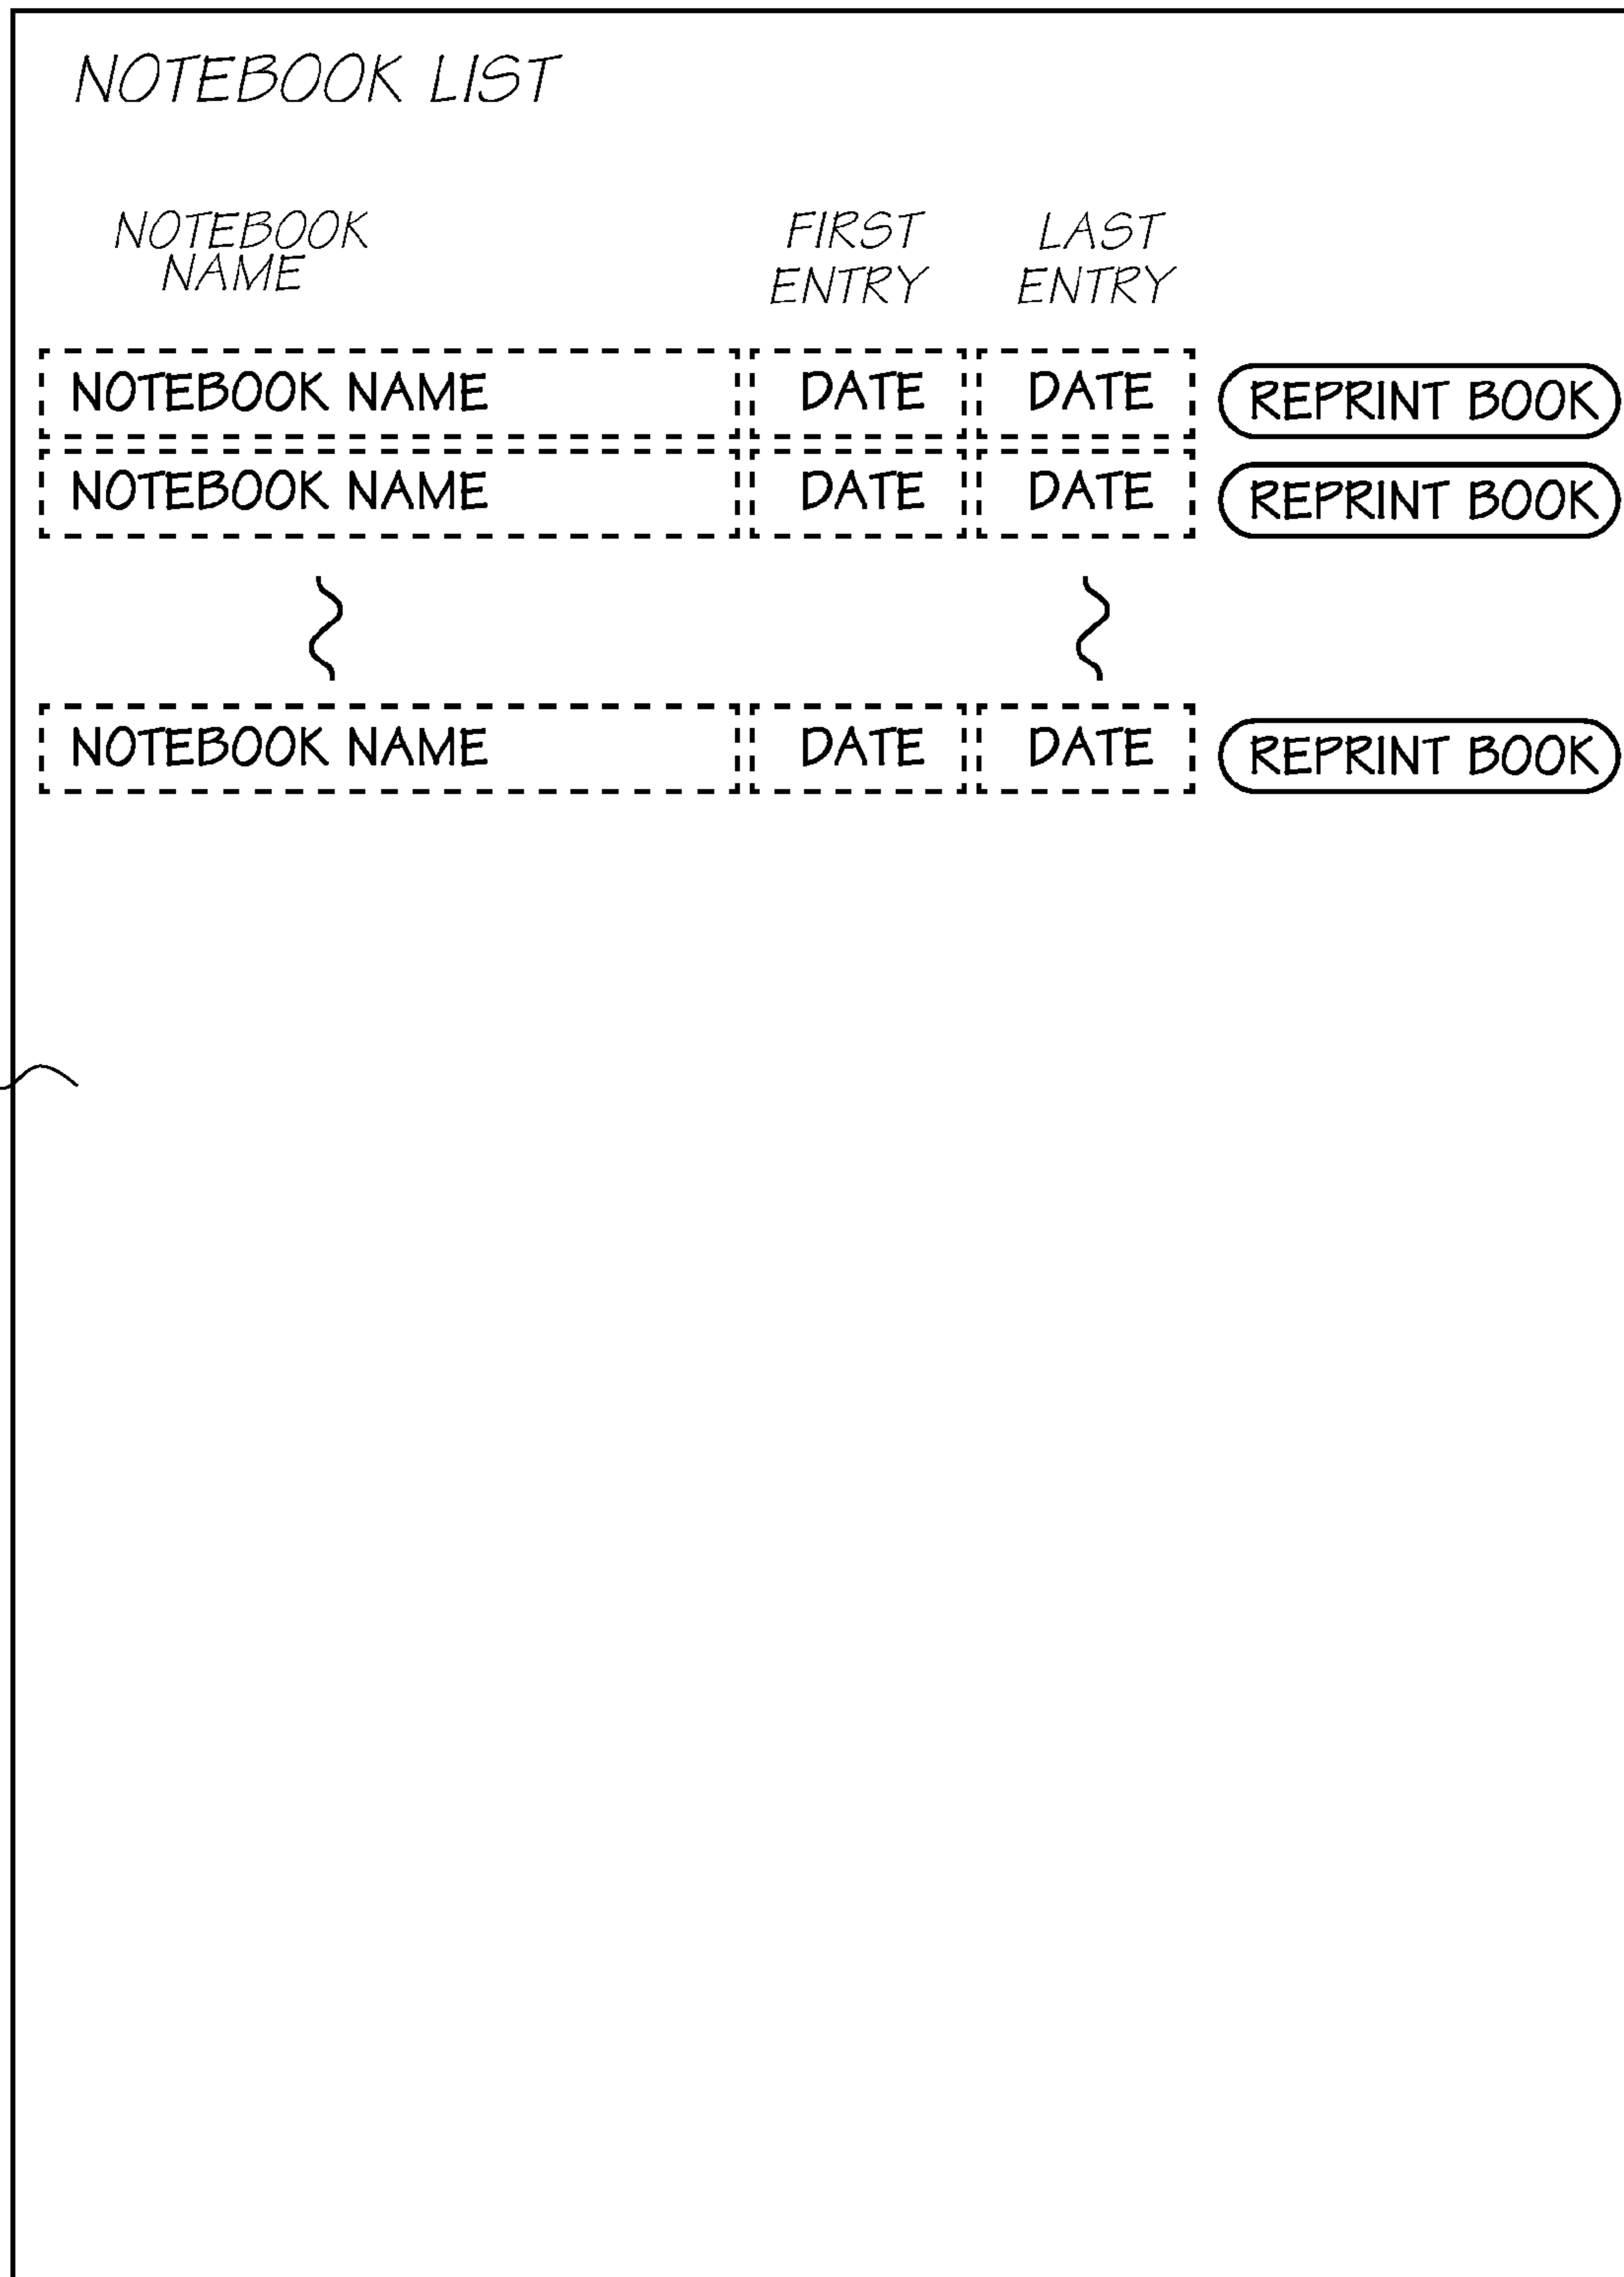 NOTEBOOK LIST
NOTEBOOK
NAME
FIRST
ENTRY
LAST
ENTRY
NOTEBOOK NAME DATE DATE REPRINT BOOK
NOTEBOOK NAME DATE DATE REPRINT BOOK
NOTEBOOK NAME DATE DATE REPRINT BOOK